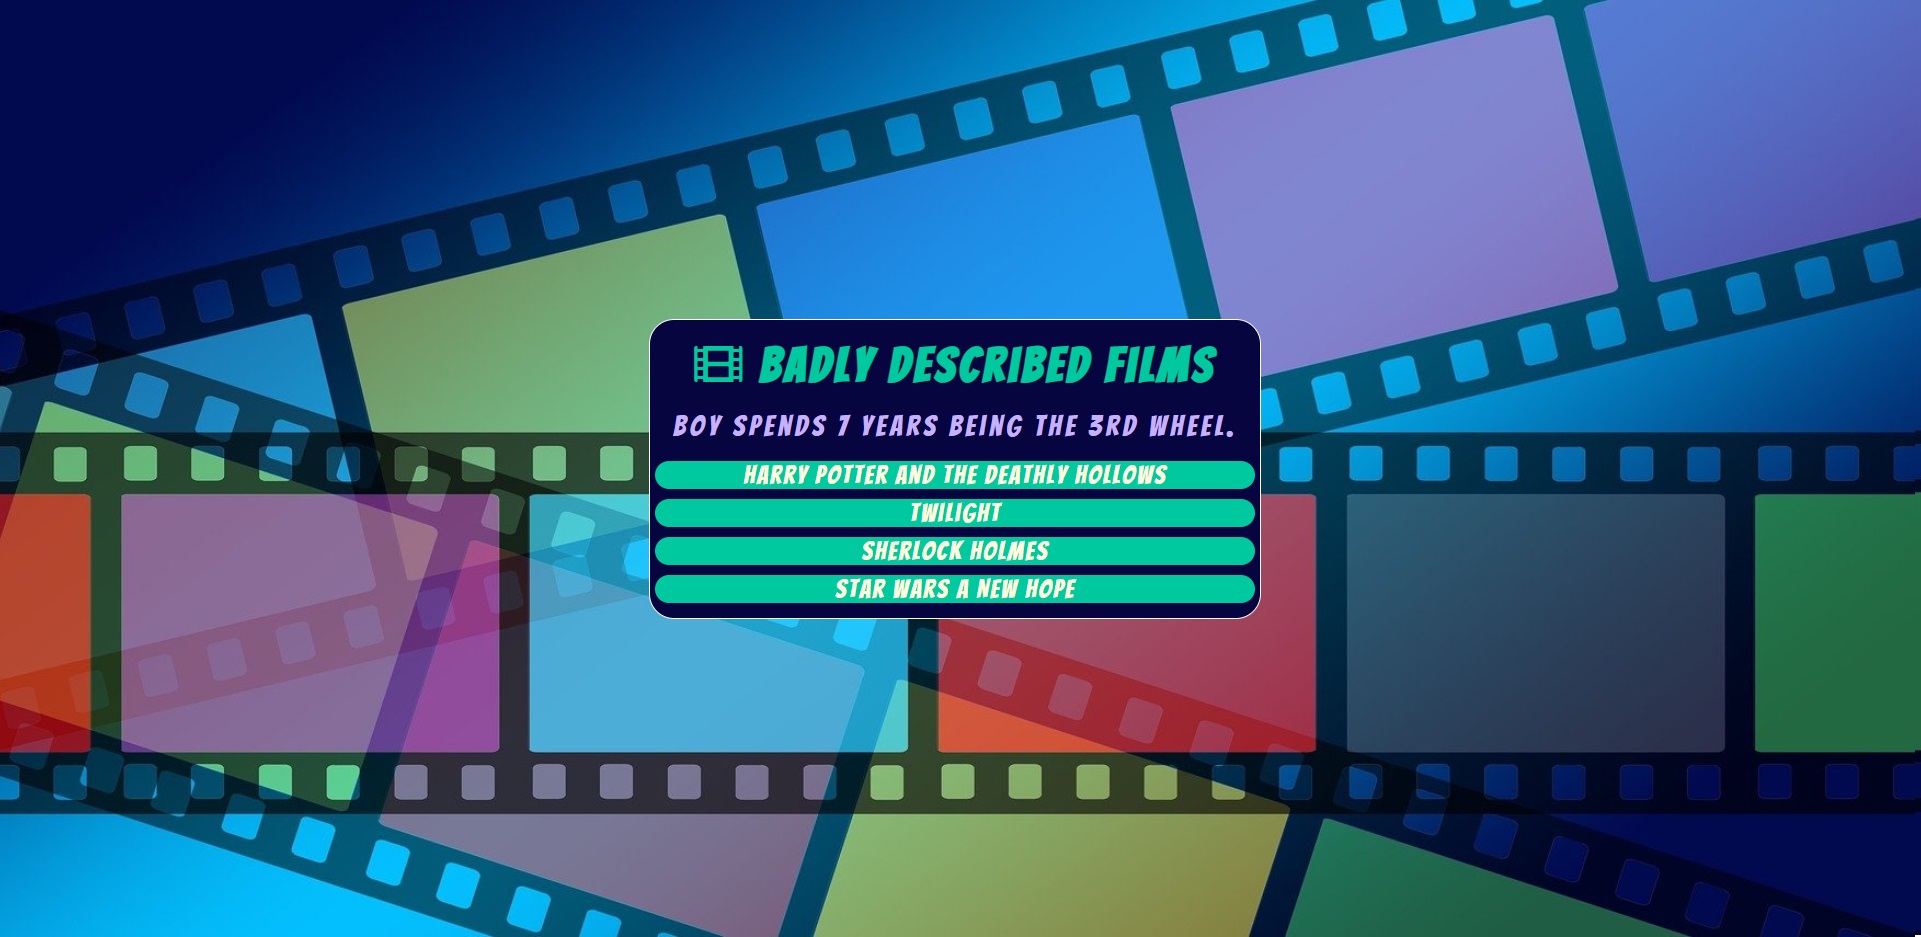 BADLY DESCRIBED FILMS
BOY SPENDS 7 YEARS BEING THE 3RD WHEEL.
HARRY POTTER AND THE DEATHLY HOLLOWS
TWILIGHT
SHERLOCK HOLMES
STAR WARS A NEW HOPE